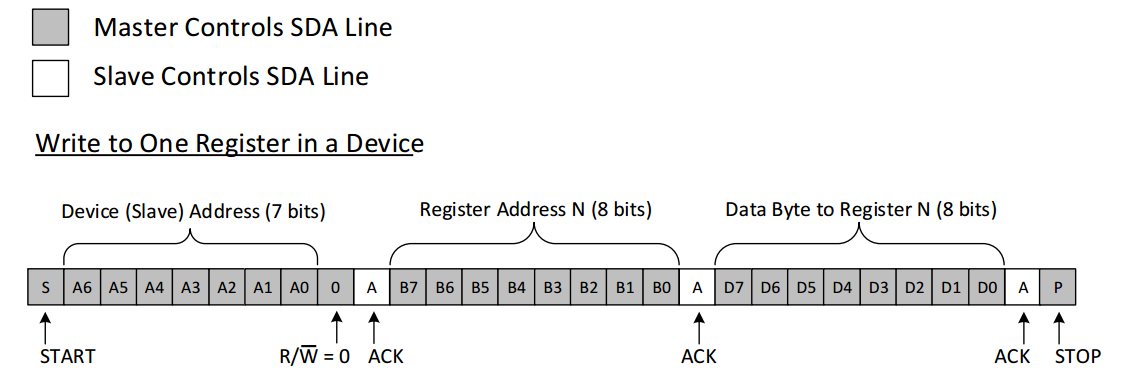 Master Controls SDA Line
Slave Controls SDA Line
Write to One Register in a Device
Device (Slave) Address (7 bits) Register Address N (8 bits) Data Byte to Register N (8 bits)
S A6 A5 A4 A3 A2 A1 A0 0 A B7 B6 B5 B4 B3 B2 B1 B0 A D7 D6 D5 D4 D3 D2 D1 D0 A P
START R/W̅ = 0 ACK ACK ACK STOP